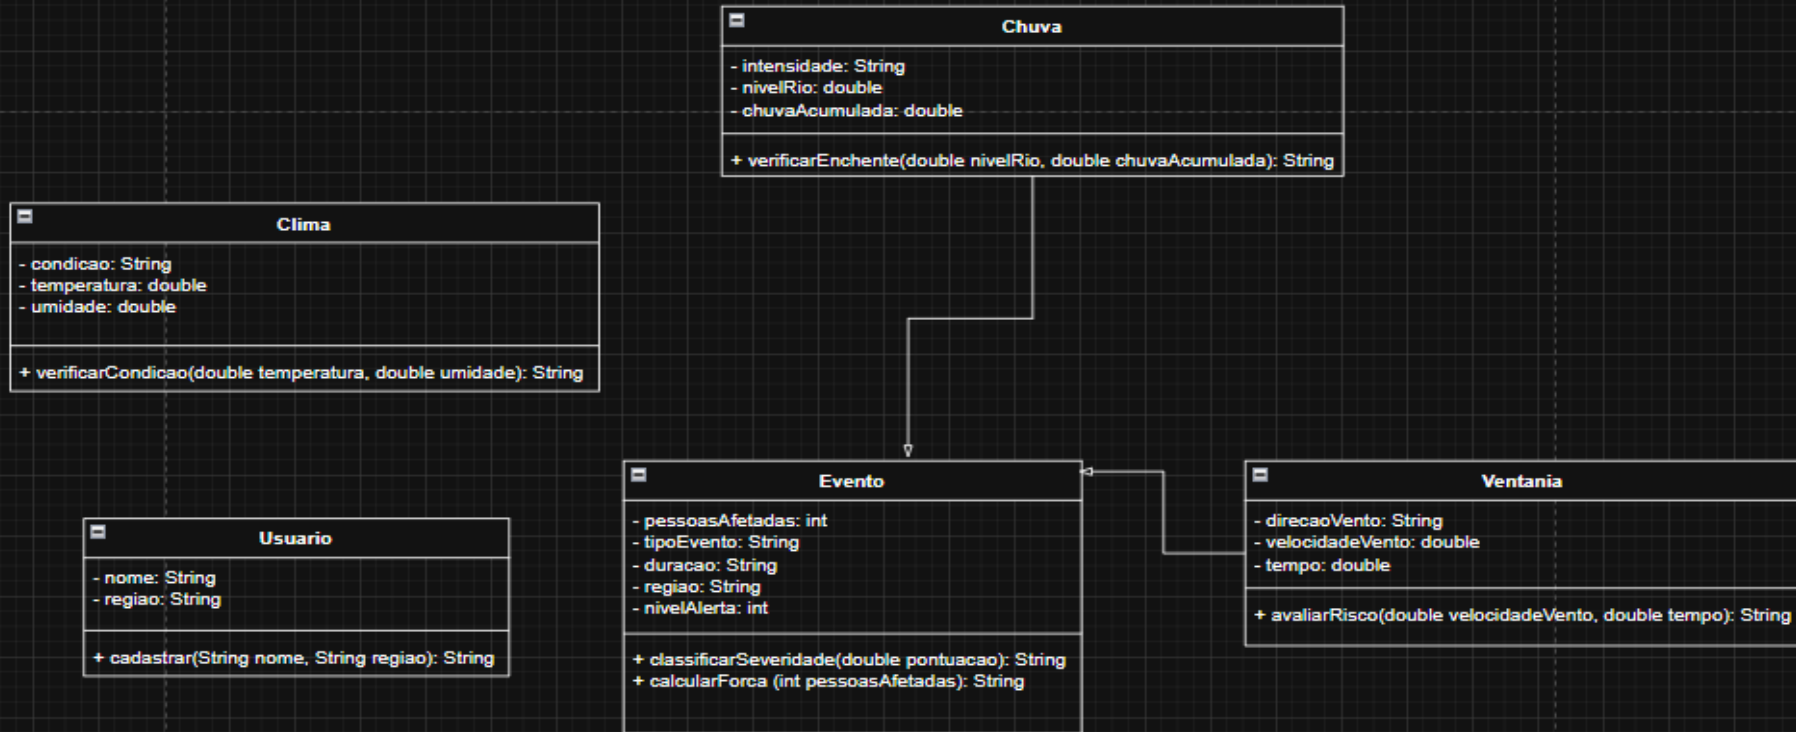 Chuva
- intensidade: String
- nivelRio: double
- chuvaAcumulada: double
+ verificarEnchente(double nivelRio, double chuvaAcumulada): String
Clima
- condicao: String
- temperatura: double
- umidade: double
+ verificarCondicao(double temperatura, double umidade): String
Usuario
- nome: String
- regiao: String
+ cadastrar(String nome, String regiao): String
Evento
- pessoasAfetadas: int
- tipoEvento: String
- duracao: String
- regiao: String
- nivelAlerta: int
+ classificarSeveridade(double pontuacao): String
+ calcularForca (int pessoasAfetadas): String
Ventania
- direcaoVento: String
- velocidadeVento: double
- tempo: double
+ avaliarRisco(double velocidadeVento, double tempo): String